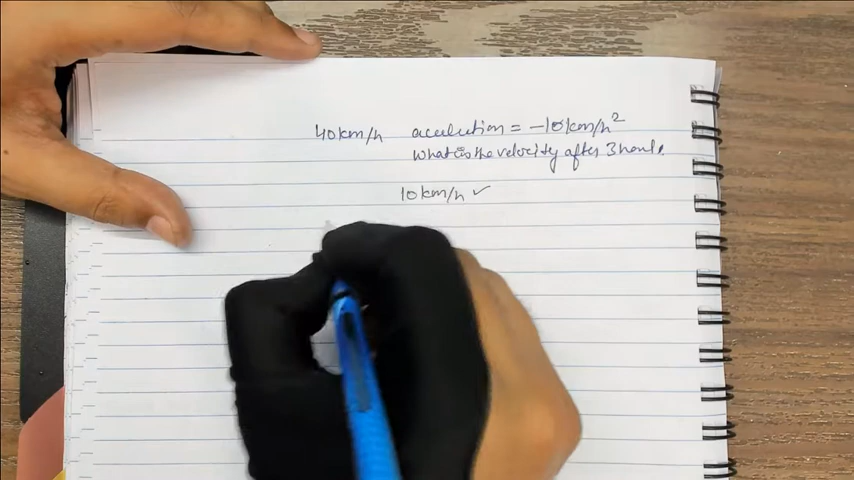 40km/h acceleration = -10km/h²
What is the velocity after 3 hours.
10km/h ✓